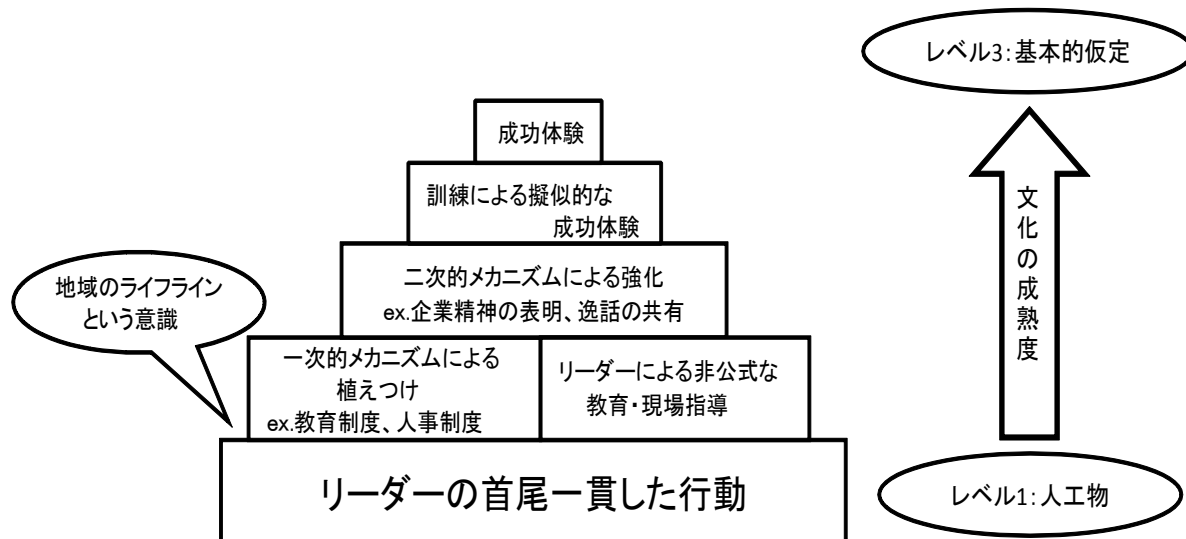 レベル3：基本的仮定
成功体験
訓練による擬似的な
成功体験
文化の成熟度
二次的メカニズムによる強化
ex.企業精神の表明、逸話の共有
地域のライフライン
という意識
一次的メカニズムによる
植えつけ
ex.教育制度、人事制度
リーダーによる非公式な
教育・現場指導
リーダーの首尾一貫した行動
レベル1：人工物